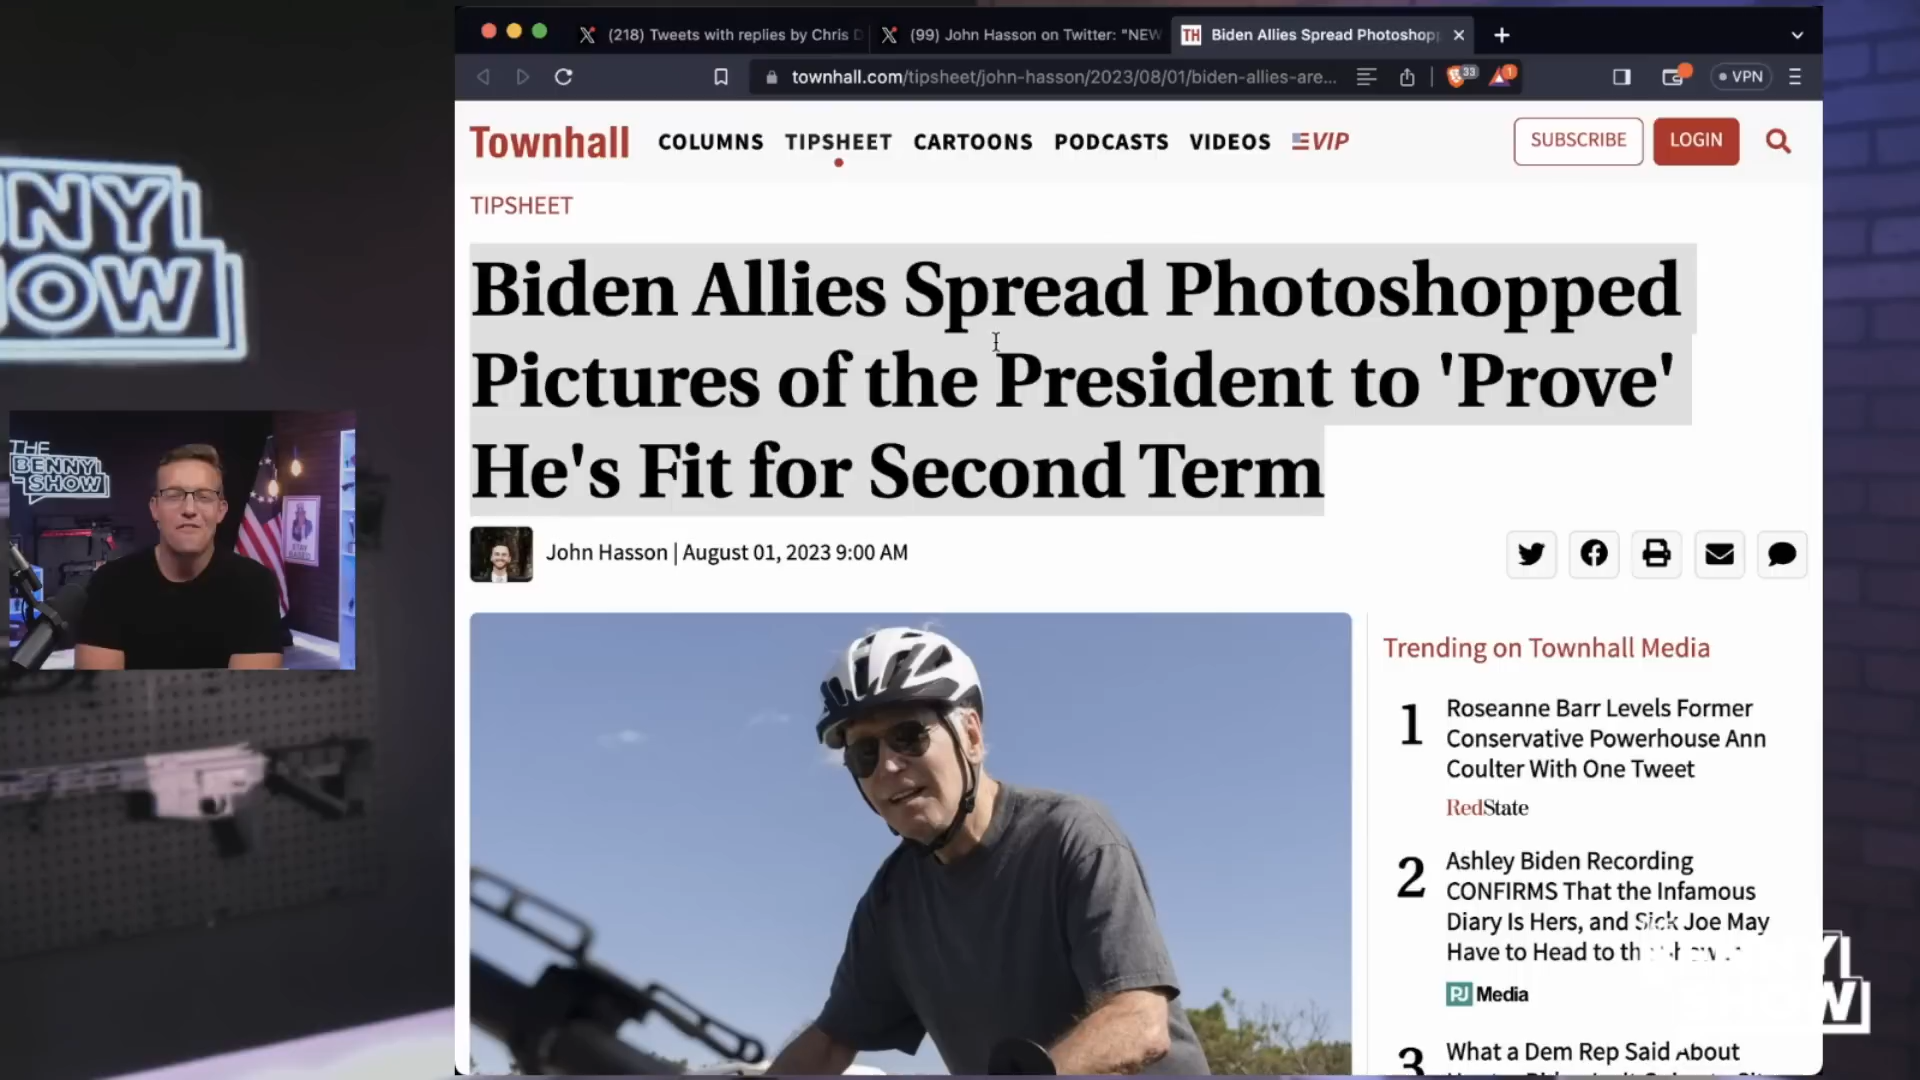 (218) Tweets with replies by Chris D
(99) John Hasson on Twitter: "NEW
TH Biden Allies Spread Photoshopp
townhall.com/tipsheet/john-hasson/2023/08/01/biden-allies-are...
33
1
VPN
Townhall
COLUMNS
TIPSHEET
CARTOONS
PODCASTS
VIDEOS
VIP
SUBSCRIBE
LOGIN
TIPSHEET
Biden Allies Spread Photoshopped
Pictures of the President to 'Prove'
He's Fit for Second Term
John Hasson | August 01, 2023 9:00 AM
Trending on Townhall Media
1
Roseanne Barr Levels Former
Conservative Powerhouse Ann
Coulter With One Tweet
RedState
2
Ashley Biden Recording
CONFIRMS That the Infamous
Diary Is Hers, and Sick Joe May
Have to Head to the
PJ Media
3
What a Dem Rep Said About
THE
BENNY
SHOW